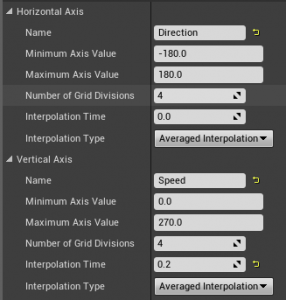 Horizontal Axis
Name Direction
Minimum Axis Value -180.0
Maximum Axis Value 180.0
Number of Grid Divisions 4
Interpolation Time 0.0
Interpolation Type Averaged Interpolation
Vertical Axis
Name Speed
Minimum Axis Value 0.0
Maximum Axis Value 270.0
Number of Grid Divisions 4
Interpolation Time 0.2
Interpolation Type Averaged Interpolation